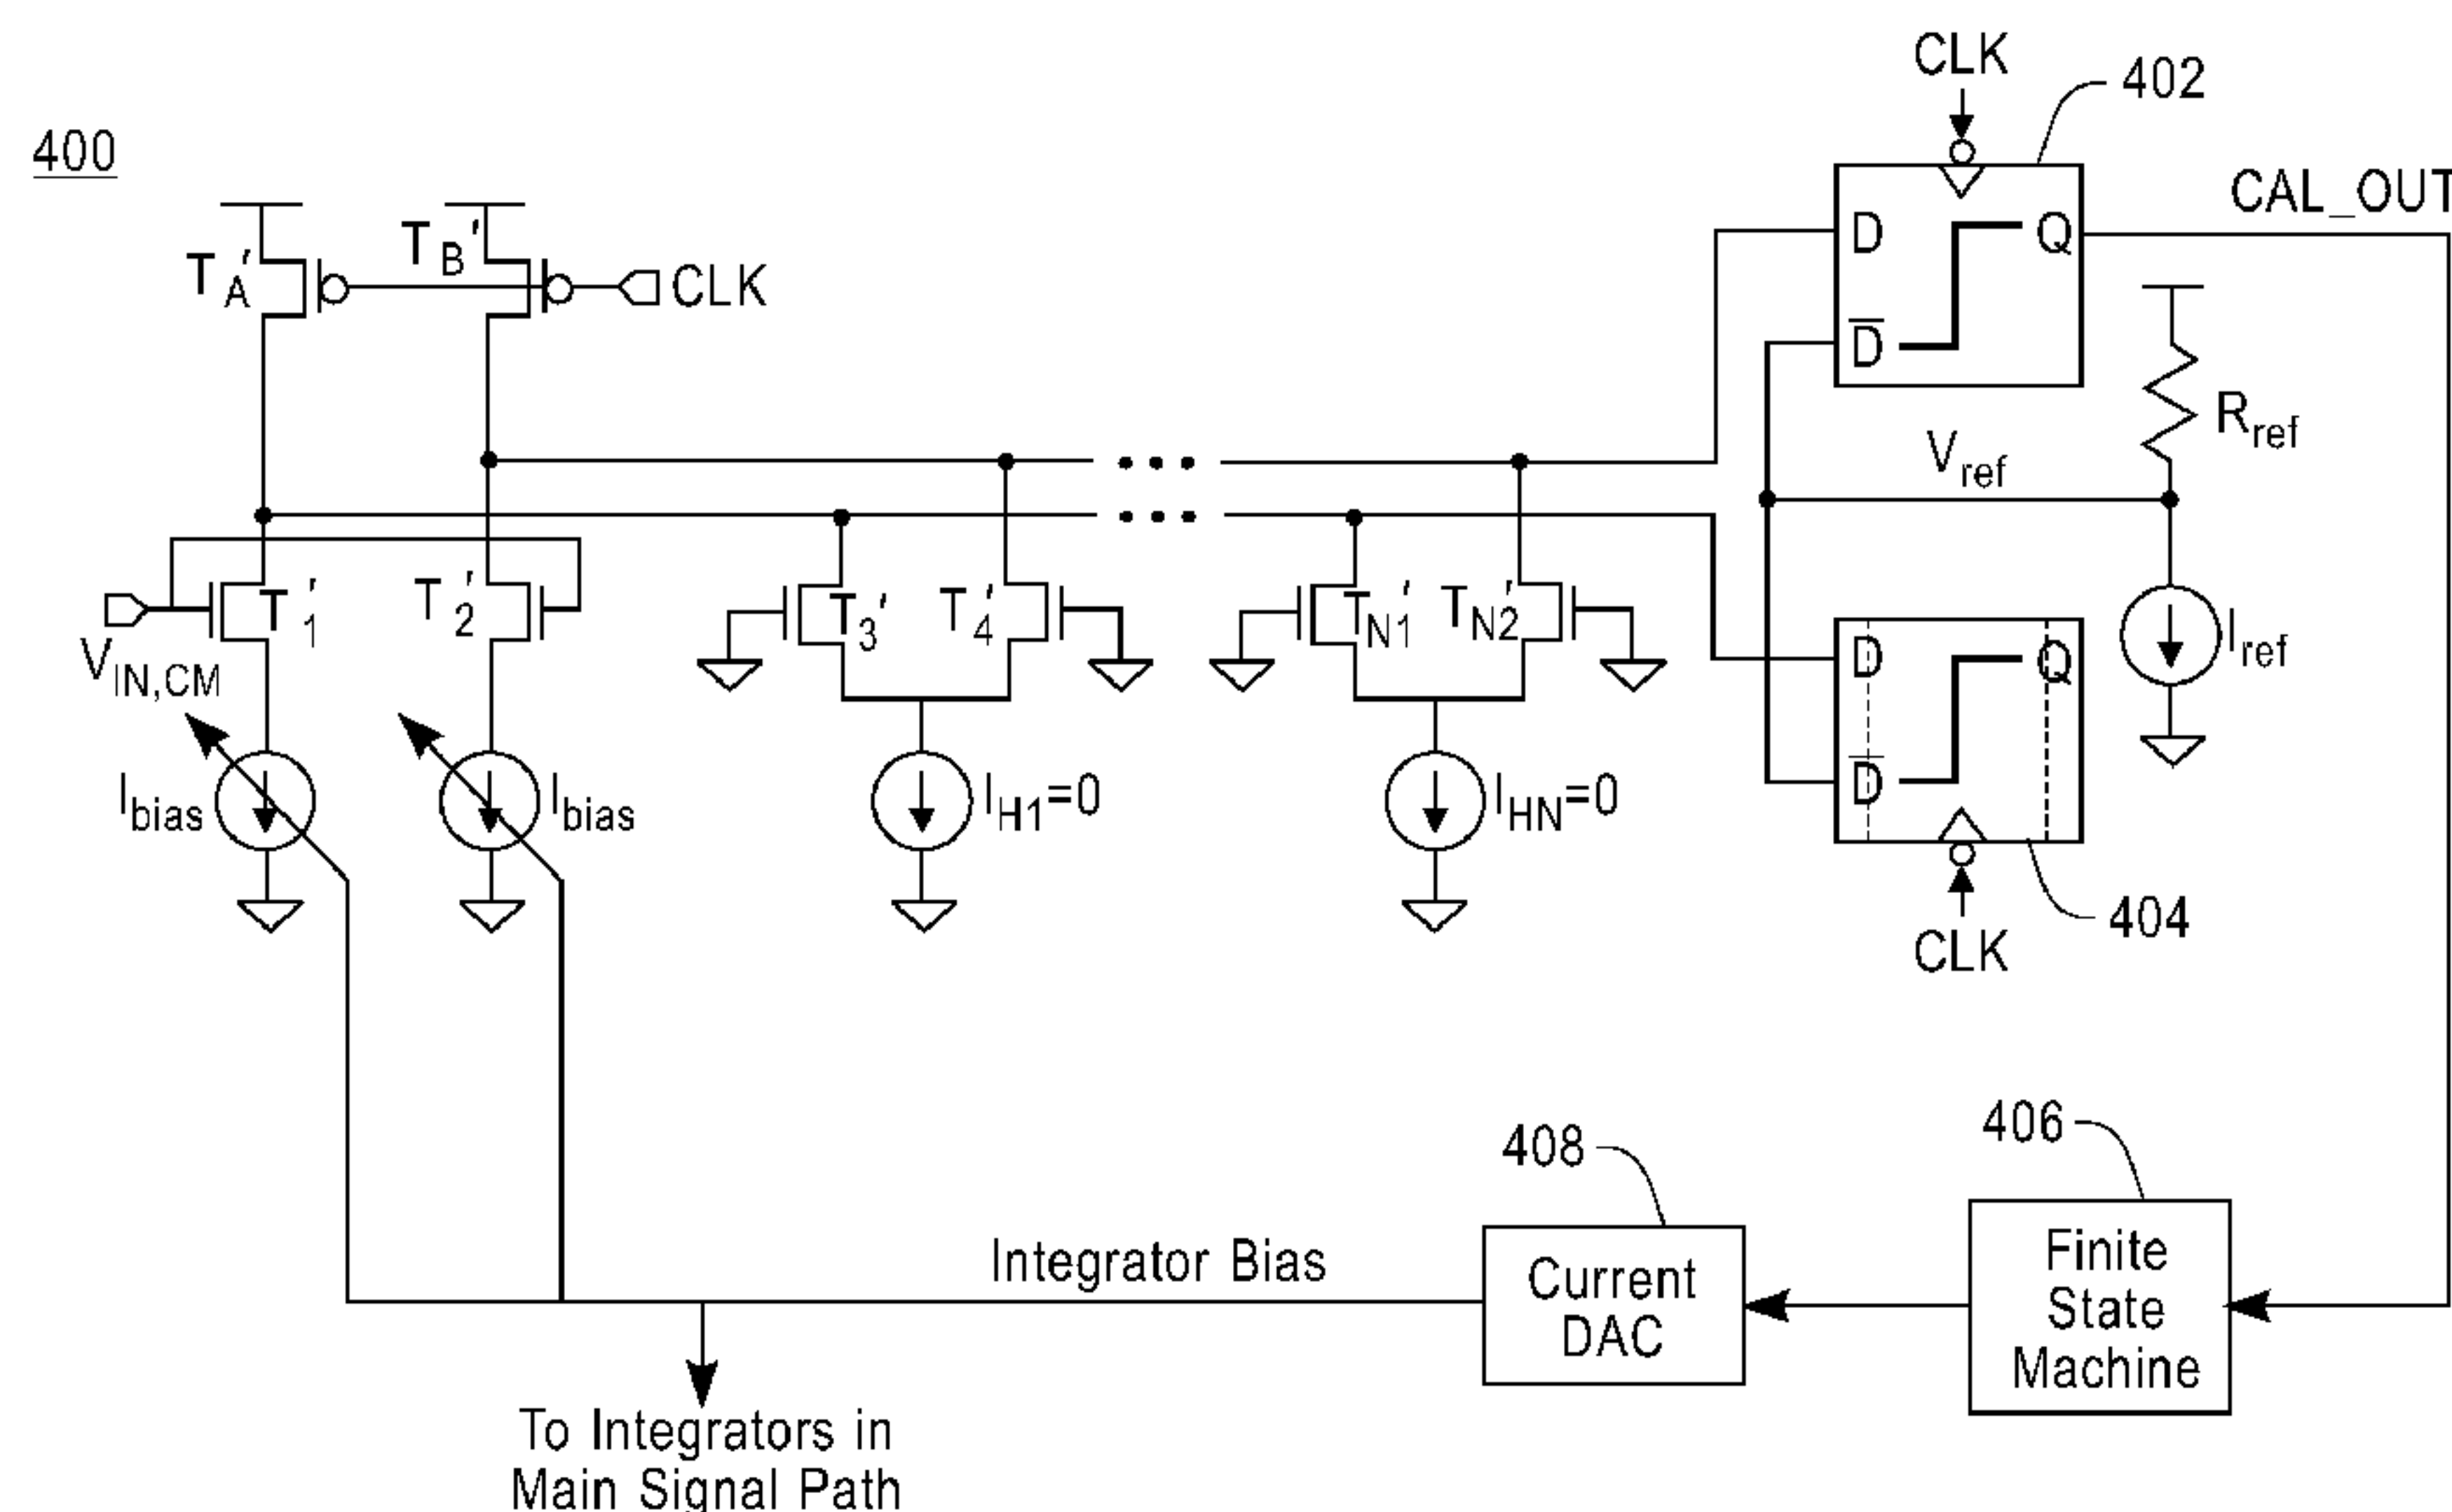 400
CLK
402
CAL_OUT
T_A'
T_B'
CLK
D
Q
D̅
R_ref
V_ref
T_1'
T_2'
T_3'
T_4'
T_N1'
T_N2'
V_IN,CM
D
Q
D̅
I_ref
I_bias
I_bias
I_H1=0
I_HN=0
404
CLK
406
408
Integrator Bias
Current
DAC
Finite
State
Machine
To Integrators in
Main Signal Path